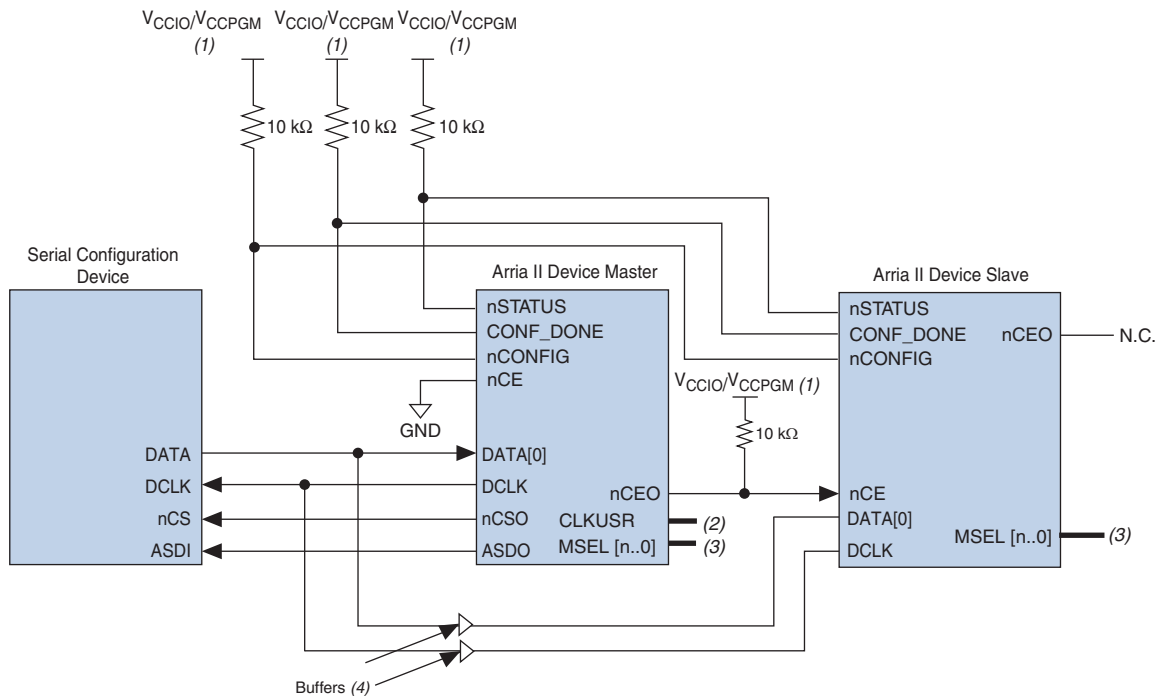 VCCIO/VCCPGM VCCIO/VCCPGM VCCIO/VCCPGM
(1) (1) (1)
10 kΩ 10 kΩ 10 kΩ
Serial Configuration
Device
DATA
DCLK
nCS
ASDI
Arria II Device Master
nSTATUS
CONF_DONE
nCONFIG
nCE
GND
DATA[0]
DCLK
nCSO
ASDO
nCEO
CLKUSR (2)
MSEL [n..0] (3)
VCCIO/VCCPGM (1)
10 kΩ
Arria II Device Slave
nSTATUS
CONF_DONE
nCONFIG
nCEO N.C.
nCE
DATA[0]
DCLK
MSEL [n..0] (3)
Buffers (4)